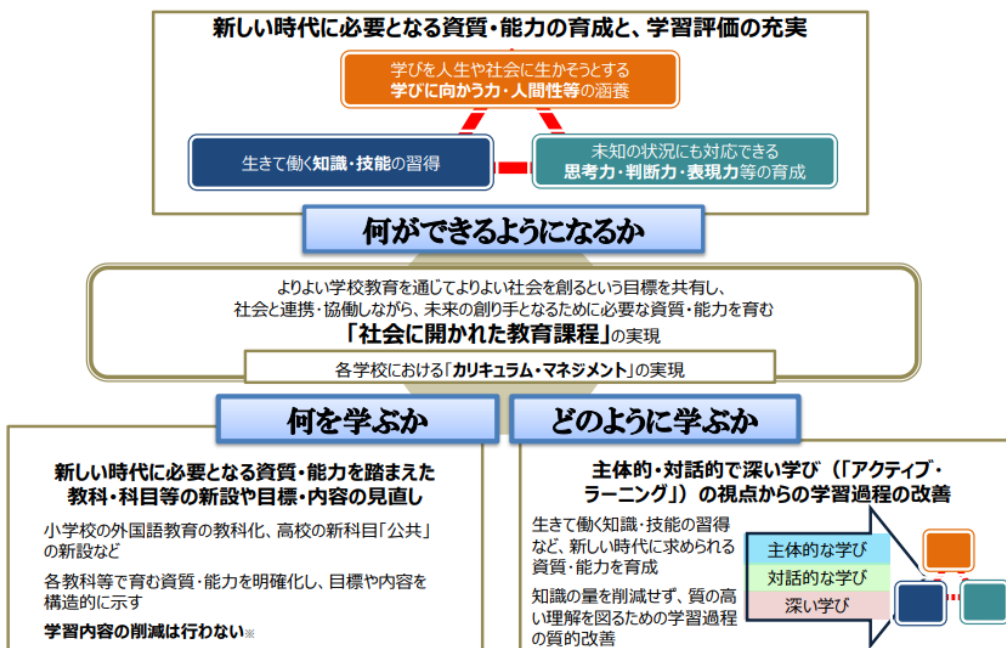 新しい時代に必要となる資質・能力の育成と、学習評価の充実
学びを人生や社会に生かそうとする
学びに向かう力・人間性等の涵養
生きて働く知識・技能の習得
未知の状況にも対応できる
思考力・判断力・表現力等の育成
何ができるようになるか
よりよい学校教育を通じてよりよい社会を創るという目標を共有し、
社会と連携・協働しながら、未来の創り手となるために必要な資質・能力を育む
「社会に開かれた教育課程」の実現
各学校における「カリキュラム・マネジメント」の実現
何を学ぶか
新しい時代に必要となる資質・能力を踏まえた
教科・科目等の新設や目標・内容の見直し
小学校の外国語教育の教科化、高校の新科目「公共」
の新設など
各教科等で育む資質・能力を明確化し、目標や内容を
構造的に示す
学習内容の削減は行わない※
どのように学ぶか
主体的・対話的で深い学び（「アクティブ・
ラーニング」）の視点からの学習過程の改善
生きて働く知識・技能の習得
など、新しい時代に求められる
資質・能力を育成
知識の量を削減せず、質の高
い理解を図るための学習過程
の質的改善
主体的な学び
対話的な学び
深い学び